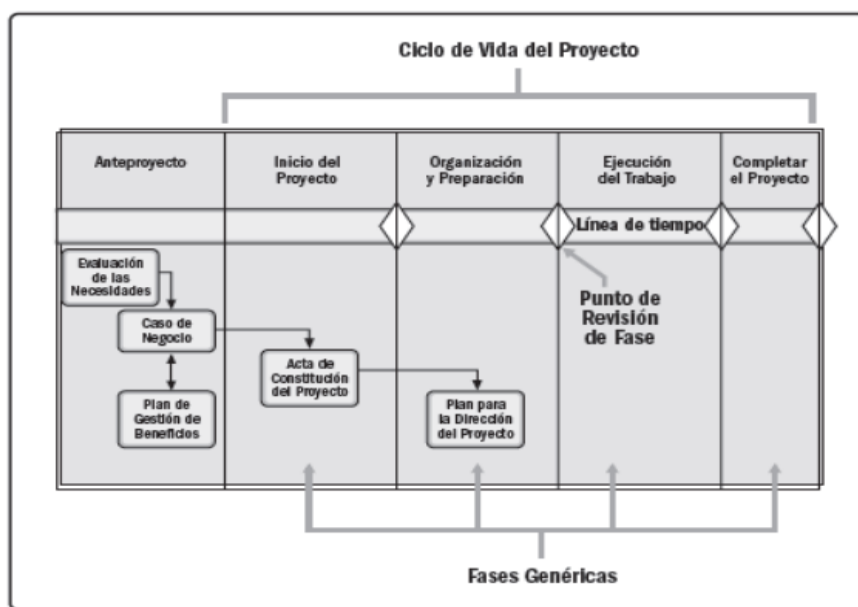 Ciclo de Vida del Proyecto
Anteproyecto
Inicio del
Proyecto
Organización
y Preparación
Ejecución
del Trabajo
Completar
el Proyecto
Línea de tiempo
Evaluación
de las
Necesidades
Caso de
Negocio
Plan de
Gestión de
Beneficios
Acta de
Constitución
del Proyecto
Plan para
la Dirección
del Proyecto
Punto de
Revisión
de Fase
Fases Genéricas